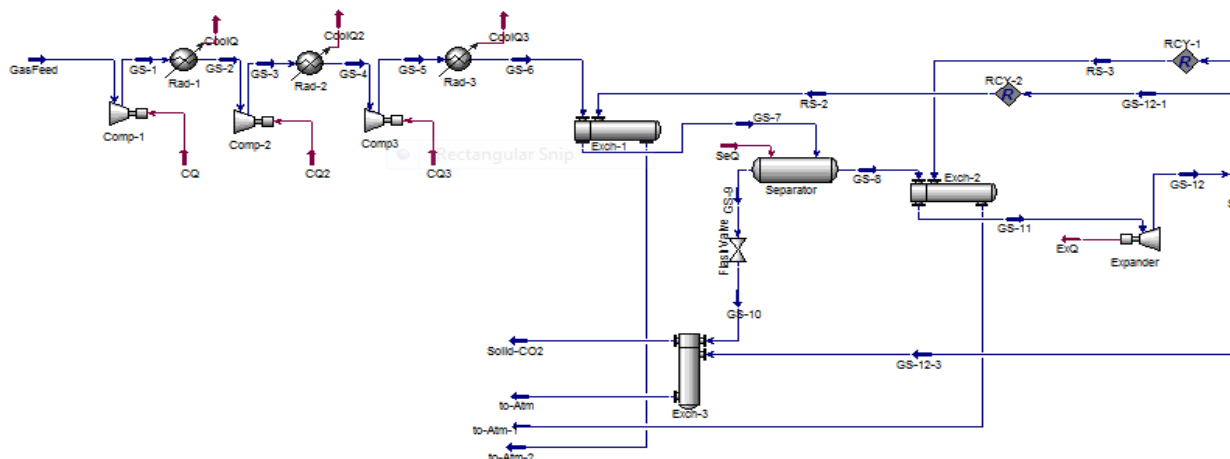 CoolQ
CoolQ2
CoolQ3
GasFeed
GS-1
Rad-1
GS-2
GS-3
Rad-2
GS-4
GS-5
Rad-3
GS-6
RCY-1
RS-3
RCY-2
RS-2
GS-12-1
Comp-1
Comp-2
Comp3
Exch-1
GS-7
Rectangular Snip
CQ
CQ2
CQ3
SeQ
Separator
GS-8
Exch-2
GS-12
GS-9
GS-11
Flash Valve
ExQ
Expander
GS-10
Solid-CO2
GS-12-3
to-Atm
Exch-3
to-Atm-1
to-Atm-2